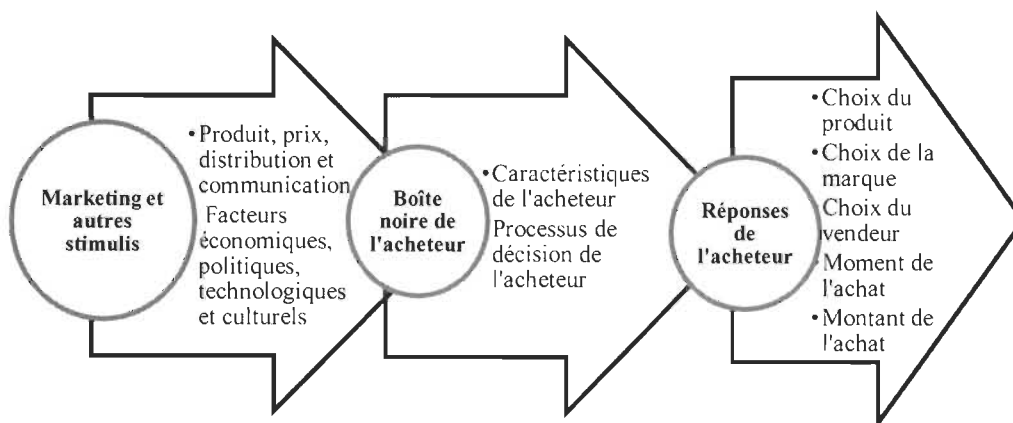 Marketing et
autres
stimulis
•Produit, prix,
distribution et
communication
Facteurs
économiques,
politiques,
technologiques
et culturels
Boîte
noire de
l'acheteur
•Caractéristiques
de l'acheteur
Processus de
décision de
l'acheteur
Réponses
de
l'acheteur
•Choix du
produit
•Choix de la
marque
Choix du
vendeur
•Moment de
l'achat
•Montant de
l'achat